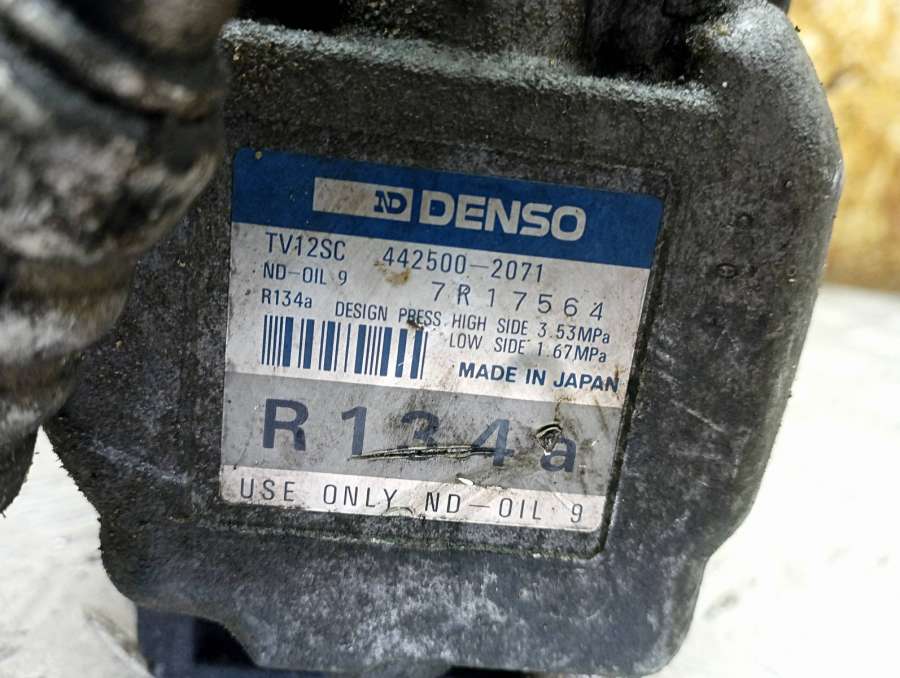 ND DENSO
TV12SC 442500-2071
ND-OIL 9 7R17564
R134a DESIGN PRESS. HIGH SIDE 3.53MPa
LOW SIDE 1.67MPa
MADE IN JAPAN
R134a
USE ONLY ND-OIL 9